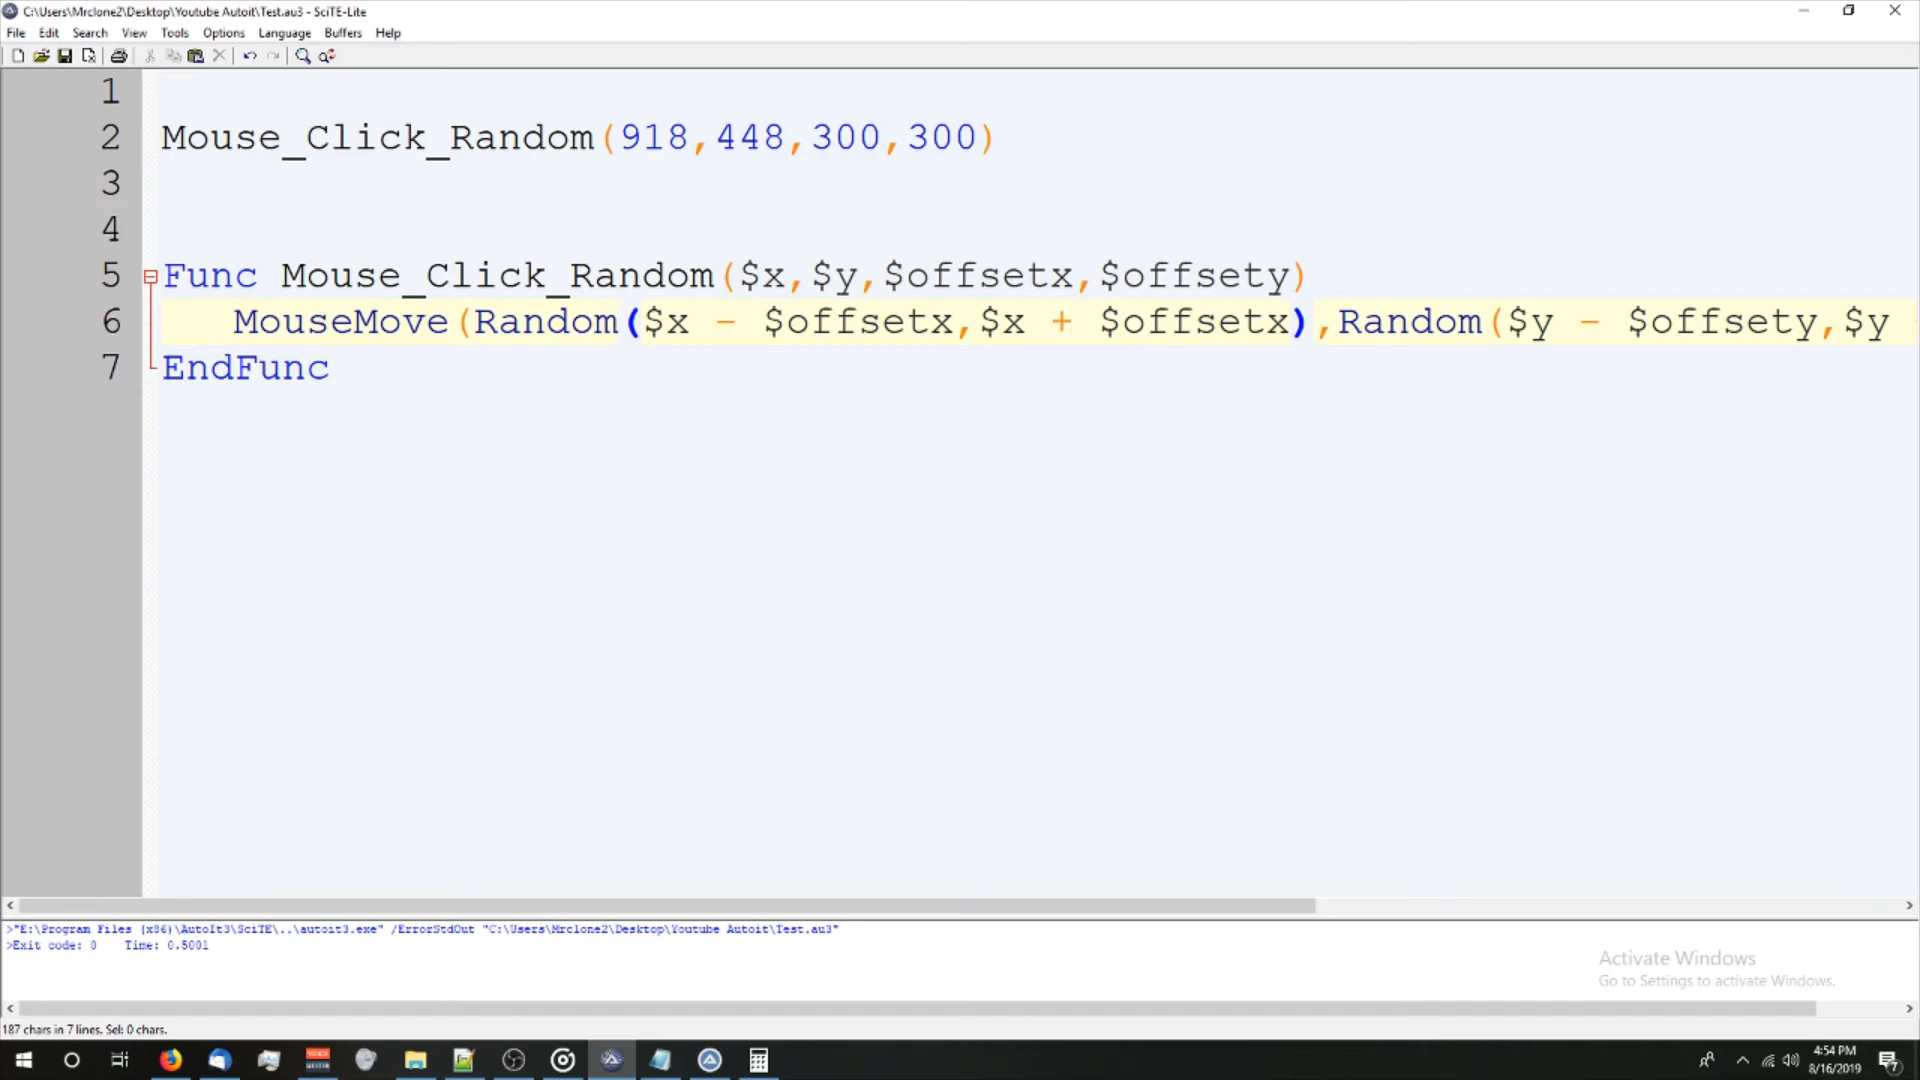 C:\Users\Mrclone2\Desktop\Youtube Autoit\Test.au3 - SciTE-Lite
File Edit Search View Tools Options Language Buffers Help
1
2 Mouse_Click_Random(918,448,300,300)
3
4
5 Func Mouse_Click_Random($x,$y,$offsetx,$offsety)
6 MouseMove(Random($x - $offsetx,$x + $offsetx),Random($y - $offsety,$y
7 EndFunc
>"E:\Program Files (x86)\AutoIt3\SciTE\..\autoit3.exe" /ErrorStdOut "C:\Users\Mrclone2\Desktop\Youtube Autoit\Test.au3"
>Exit code: 0 Time: 0.5001
Activate Windows
Go to Settings to activate Windows.
187 chars in 7 lines. Sel: 0 chars.
4:54 PM
8/16/2019